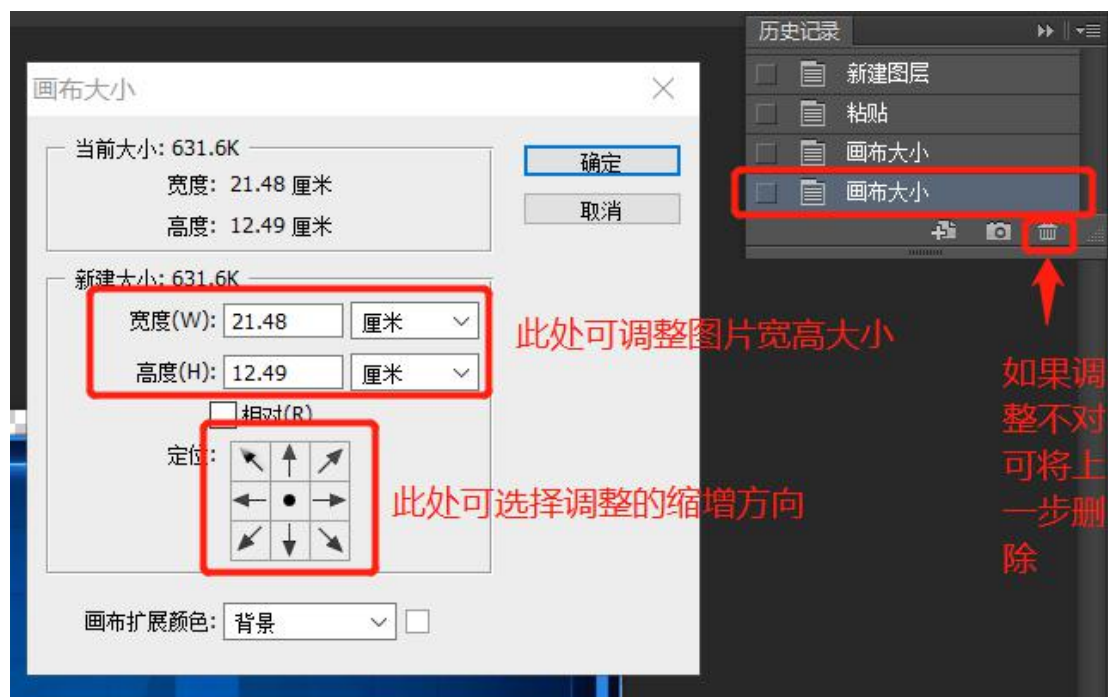 历史记录
新建图层
粘贴
画布大小
画布大小
画布大小
当前大小: 631.6K
宽度: 21.48 厘米
高度: 12.49 厘米
确定
取消
新建大小: 631.6K
宽度(W): 21.48 厘米
高度(H): 12.49 厘米
相对(R)
定位:
画布扩展颜色: 背景
此处可调整图片宽高大小
此处可选择调整的缩增方向
如果调
整不对
可将上
一步删
除